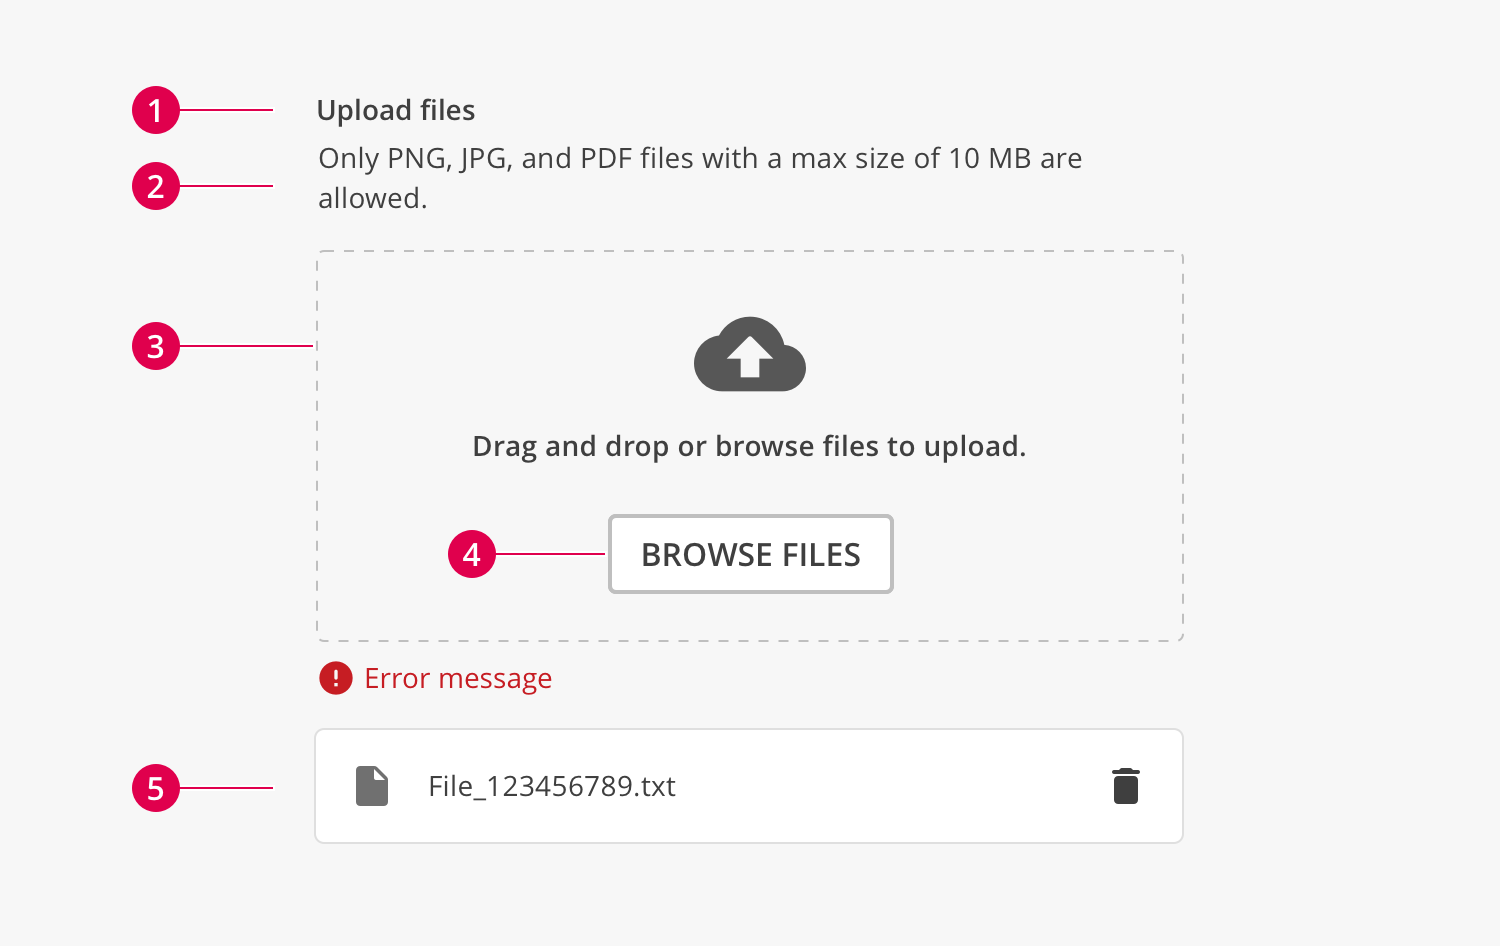 1
Upload files
2
Only PNG, JPG, and PDF files with a max size of 10 MB are
allowed.
3
Drag and drop or browse files to upload.
4
BROWSE FILES
Error message
5
File_123456789.txt